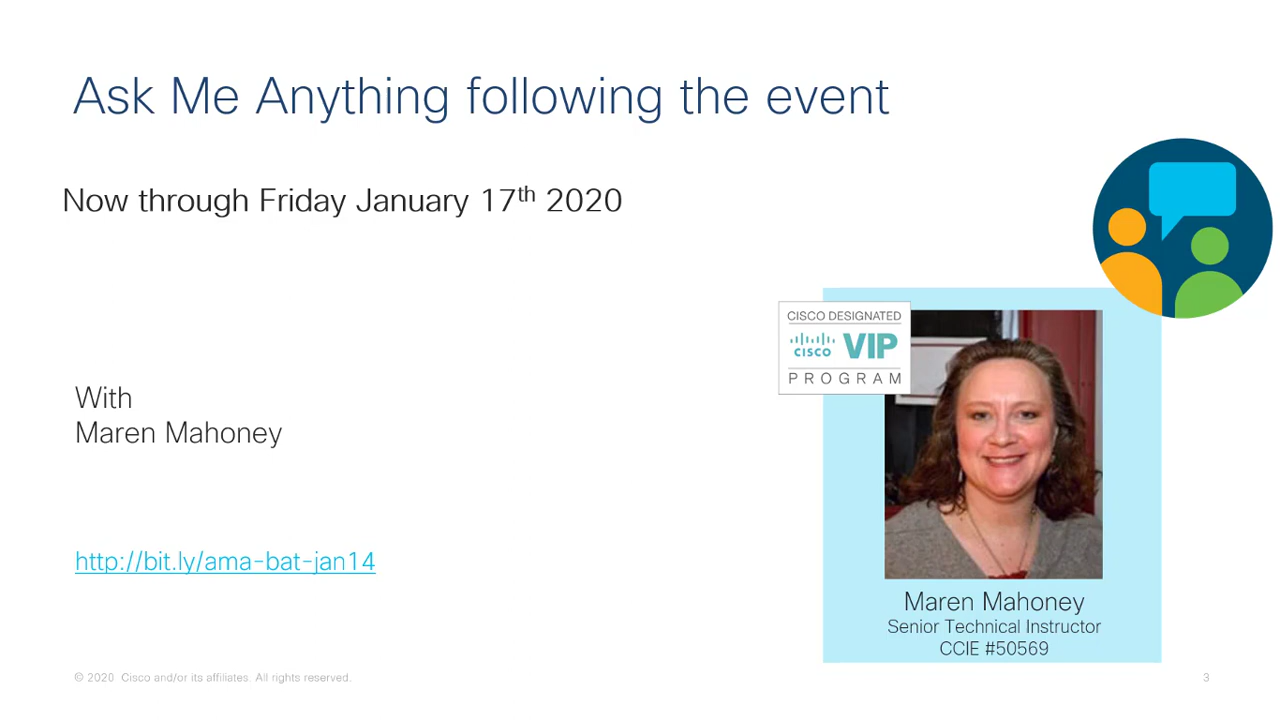 Ask Me Anything following the event
Now through Friday January 17th 2020
CISCO DESIGNATED
CISCO VIP
PROGRAM
With
Maren Mahoney
http://bit.ly/ama-bat-jan14
Maren Mahoney
Senior Technical Instructor
CCIE #50569
© 2020 Cisco and/or its affiliates. All rights reserved.
3